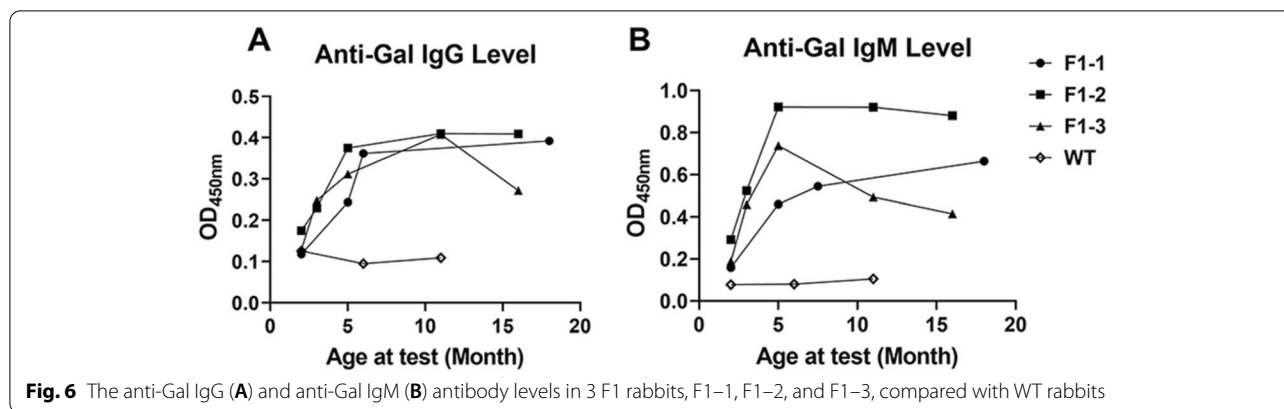 A
Anti-Gal IgG Level
OD450nm
0.5
0.4
0.3
0.2
0.1
0.0
0 5 10 15 20
Age at test (Month)
B
Anti-Gal IgM Level
OD450nm
1.0
0.8
0.6
0.4
0.2
0.0
0 5 10 15 20
Age at test (Month)
F1-1
F1-2
F1-3
WT
Fig. 6 The anti-Gal IgG (A) and anti-Gal IgM (B) antibody levels in 3 F1 rabbits, F1–1, F1–2, and F1–3, compared with WT rabbits